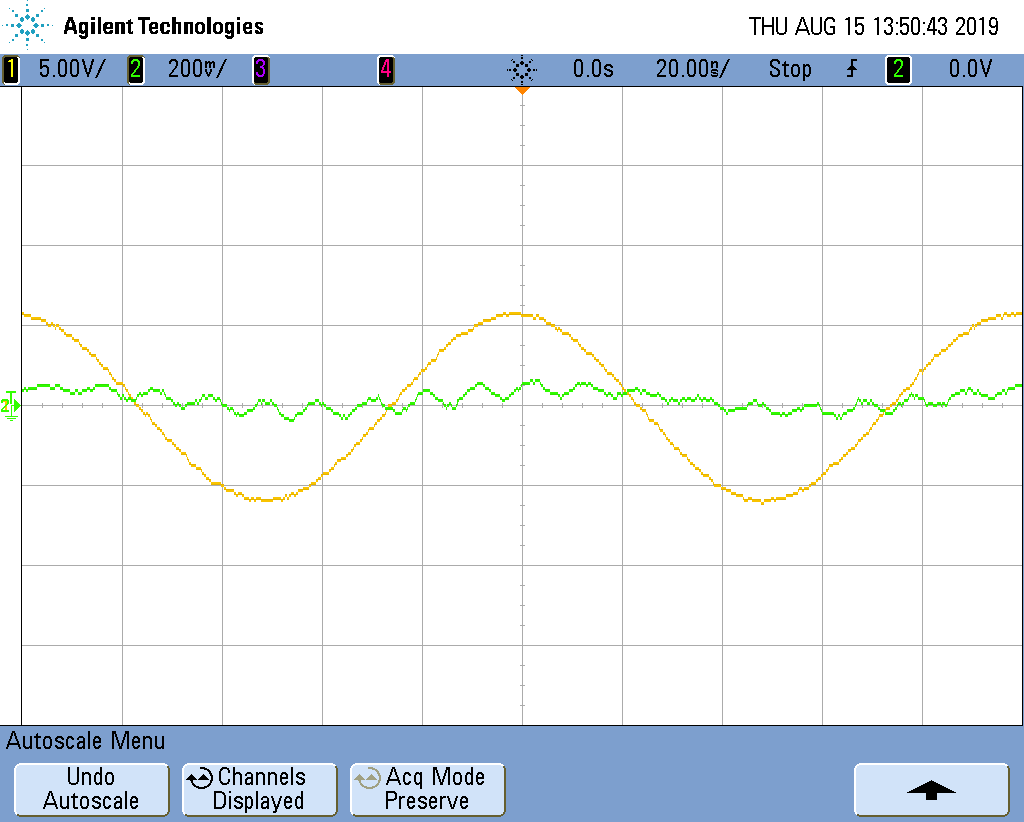 Agilent Technologies THU AUG 15 13:50:43 2019
1 5.00V/ 2 200mV/ 3 4 0.0s 20.00ns/ Stop 2 0.0V
2
Autoscale Menu
Undo
Autoscale
Channels
Displayed
Acq Mode
Preserve